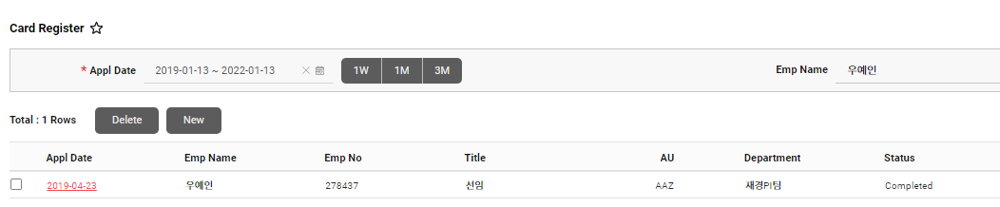 Card Register
* Appl Date 2019-01-13 ~ 2022-01-13 1W 1M 3M Emp Name 우예인
Total : 1 Rows Delete New
Appl Date Emp Name Emp No Title AU Department Status
2019-04-23 우예인 278437 선임 AAZ 재경PI팀 Completed